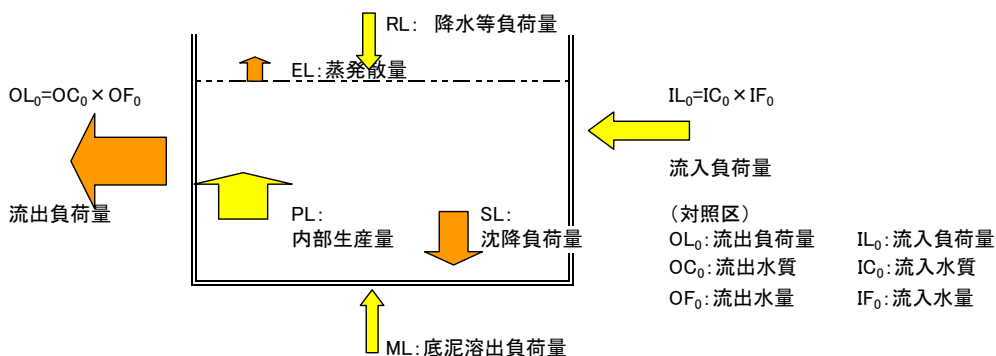 RL: 降水等負荷量
EL:蒸発散量
OL₀=OC₀×OF₀
IL₀=IC₀×IF₀
流入負荷量
流出負荷量
PL:
内部生産量
SL:
沈降負荷量
(対照区)
OL₀:流出負荷量 IL₀:流入負荷量
OC₀:流出水質 IC₀:流入水質
OF₀:流出水量 IF₀:流入水量
ML:底泥溶出負荷量